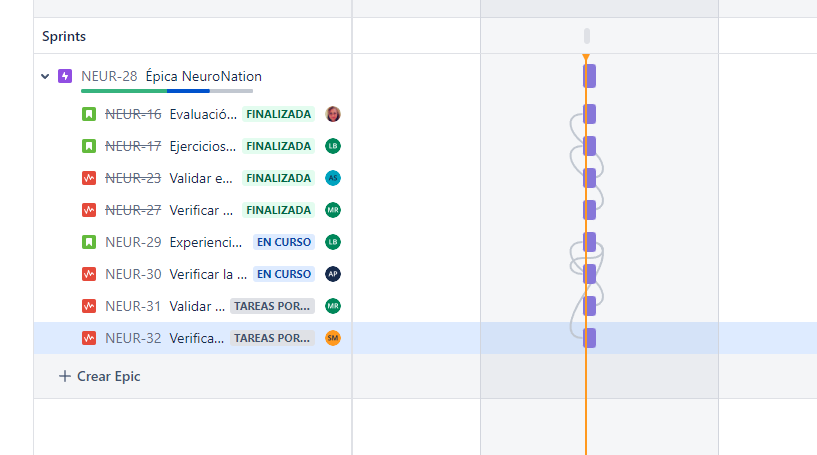 Sprints
NEUR-28 Épica NeuroNation
NEUR-16 Evaluació... FINALIZADA
NEUR-17 Ejercicios... FINALIZADA LB
NEUR-23 Validar e... FINALIZADA AS
NEUR-27 Verificar ... FINALIZADA MR
NEUR-29 Experienci... EN CURSO LB
NEUR-30 Verificar la ... EN CURSO AP
NEUR-31 Validar ... TAREAS POR... MR
NEUR-32 Verifica... TAREAS POR... SM
+ Crear Epic